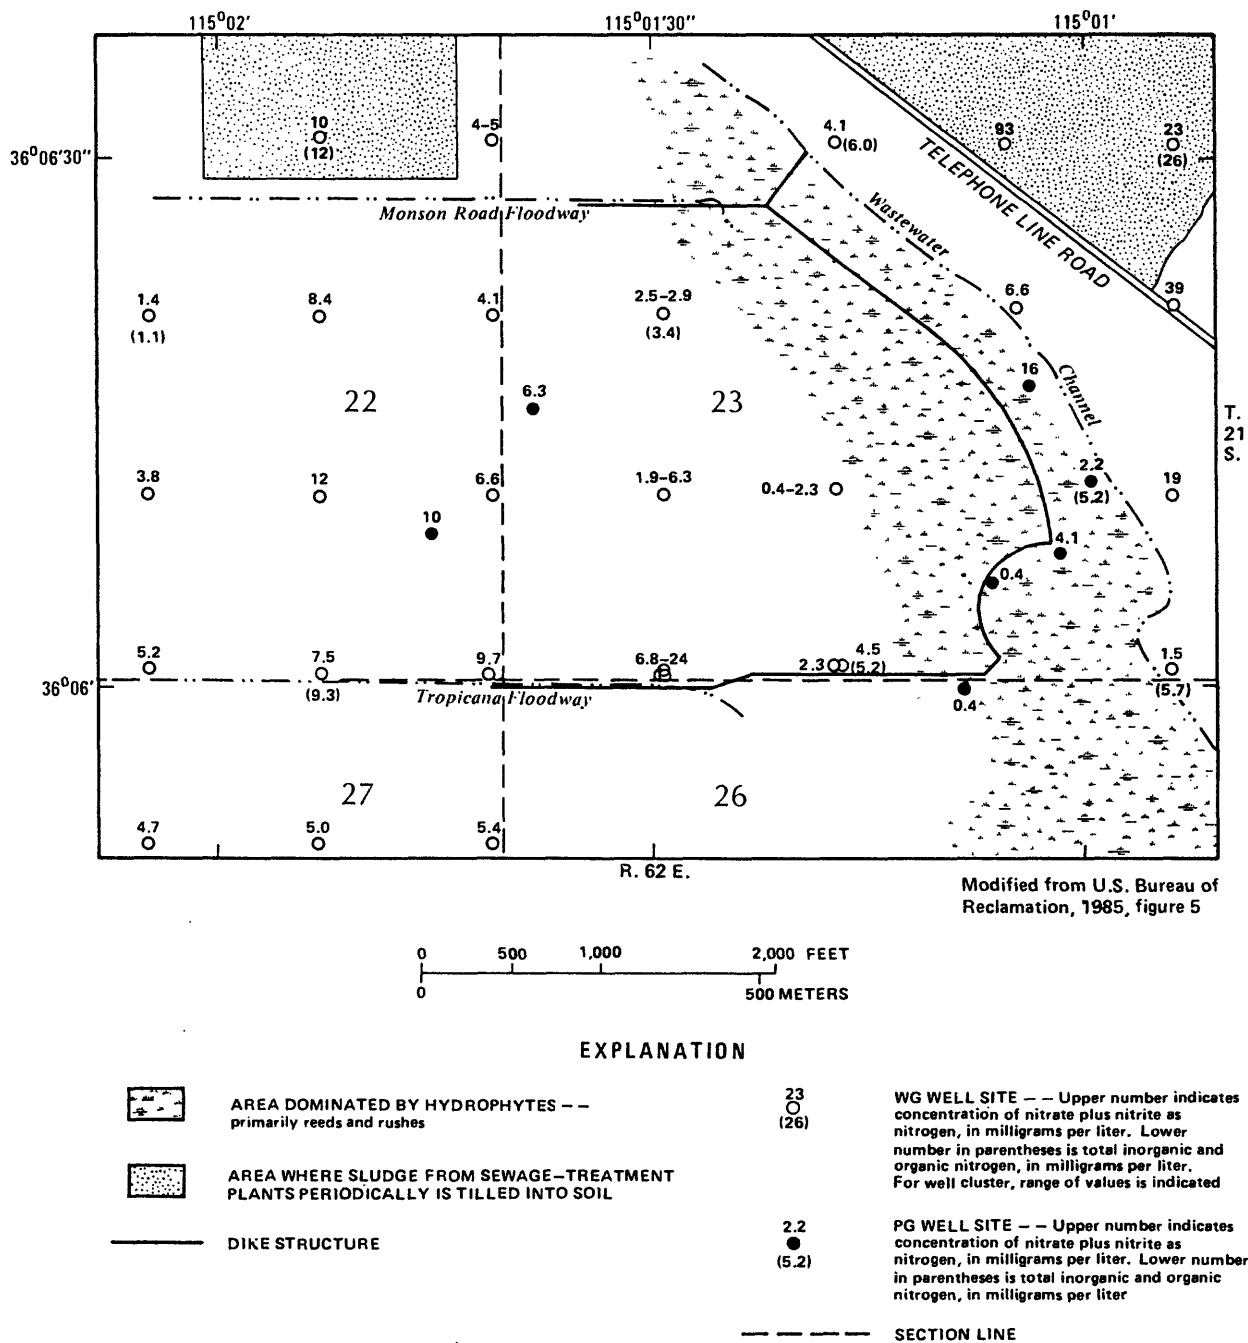 115°02' 115°01'30" 115°01'
36°06'30"
10
(12)
4-5
4.1
(6.0)
93
23
(26)
TELEPHONE LINE ROAD
Monson Road Floodway
Wastewater
Channel
1.4
(1.1)
8.4
4.1
2.5-2.9
(3.4)
6.6
39
16
22
6.3
23
T.
21
S.
3.8
12
6.6
1.9-6.3
0.4-2.3
2.2
(5.2)
19
10
4.1
0.4
5.2
7.5
(9.3)
9.7
6.8-24
2.3
4.5
(5.2)
1.5
(5.7)
36°06'
Tropicana Floodway
0.4
27
26
4.7
5.0
5.4
R. 62 E.
Modified from U.S. Bureau of
Reclamation, 1985, figure 5
0 500 1,000 2,000 FEET
0 500 METERS
EXPLANATION
AREA DOMINATED BY HYDROPHYTES --
primarily reeds and rushes
AREA WHERE SLUDGE FROM SEWAGE-TREATMENT
PLANTS PERIODICALLY IS TILLED INTO SOIL
DIKE STRUCTURE
23
(26)
WG WELL SITE -- Upper number indicates
concentration of nitrate plus nitrite as
nitrogen, in milligrams per liter. Lower
number in parentheses is total inorganic and
organic nitrogen, in milligrams per liter.
For well cluster, range of values is indicated
2.2
(5.2)
PG WELL SITE -- Upper number indicates
concentration of nitrate plus nitrite as
nitrogen, in milligrams per liter. Lower number
in parentheses is total inorganic and organic
nitrogen, in milligrams per liter
SECTION LINE